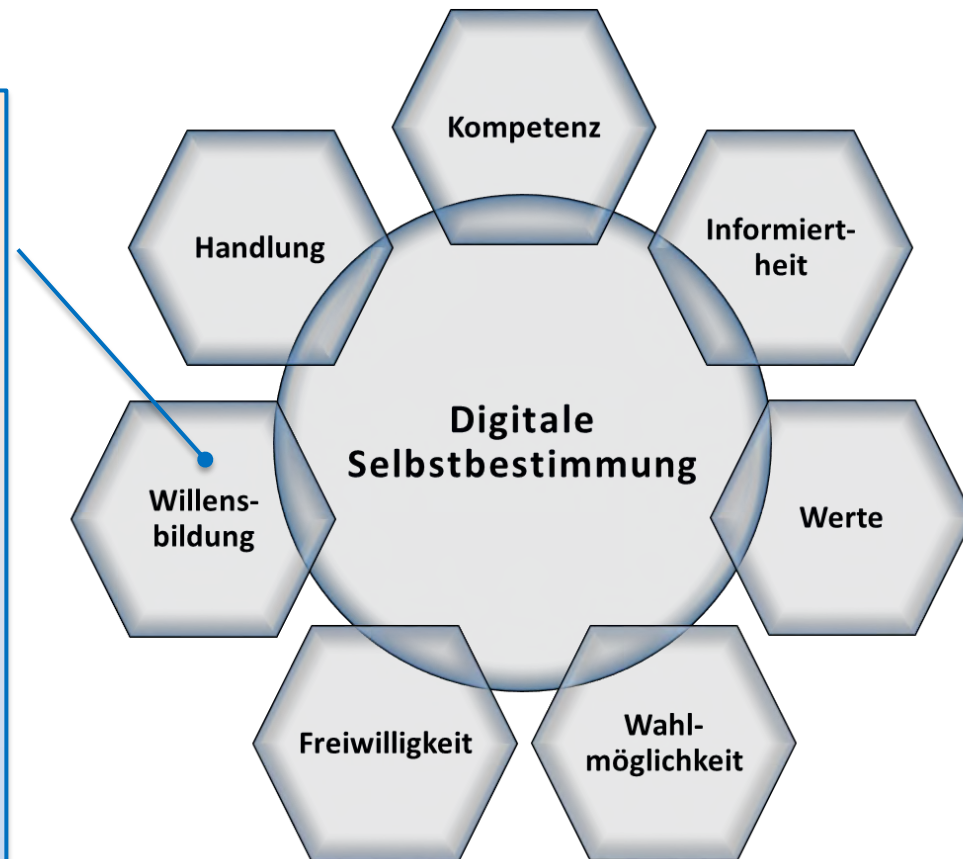 Kompetenz
Handlung
Informiert-
heit
Digitale
Selbstbestimmung
Willens-
bildung
Werte
Freiwilligkeit
Wahl-
möglichkeit